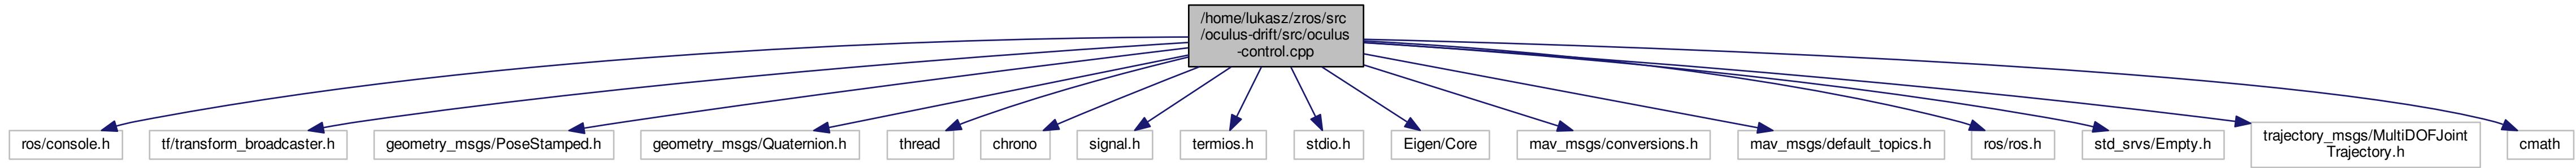 /home/lukasz/zros/src
/oculus-drift/src/oculus
-control.cpp
ros/console.h
tf/transform_broadcaster.h
geometry_msgs/PoseStamped.h
geometry_msgs/Quaternion.h
thread
chrono
signal.h
termios.h
stdio.h
Eigen/Core
mav_msgs/conversions.h
mav_msgs/default_topics.h
ros/ros.h
std_srvs/Empty.h
trajectory_msgs/MultiDOFJoint
Trajectory.h
cmath